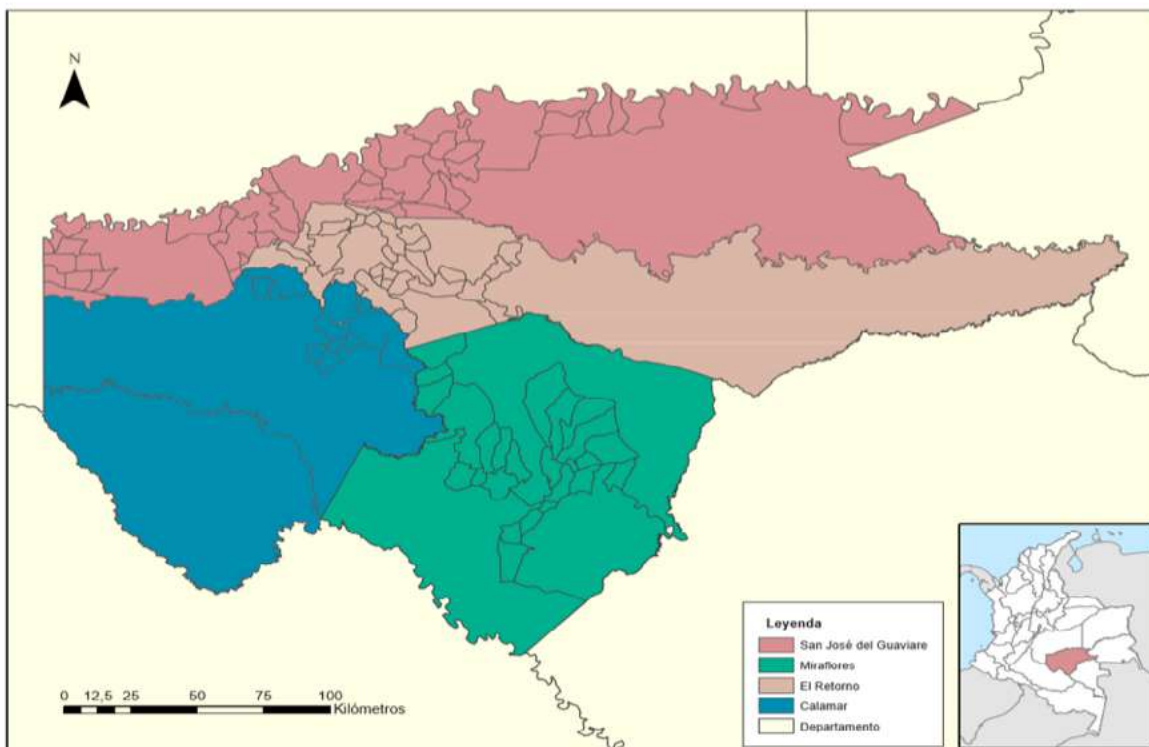 N
Leyenda
San José del Guaviare
Miraflores
El Retorno
Calamar
Departamento
0 12,5 25 50 75 100
Kilómetros